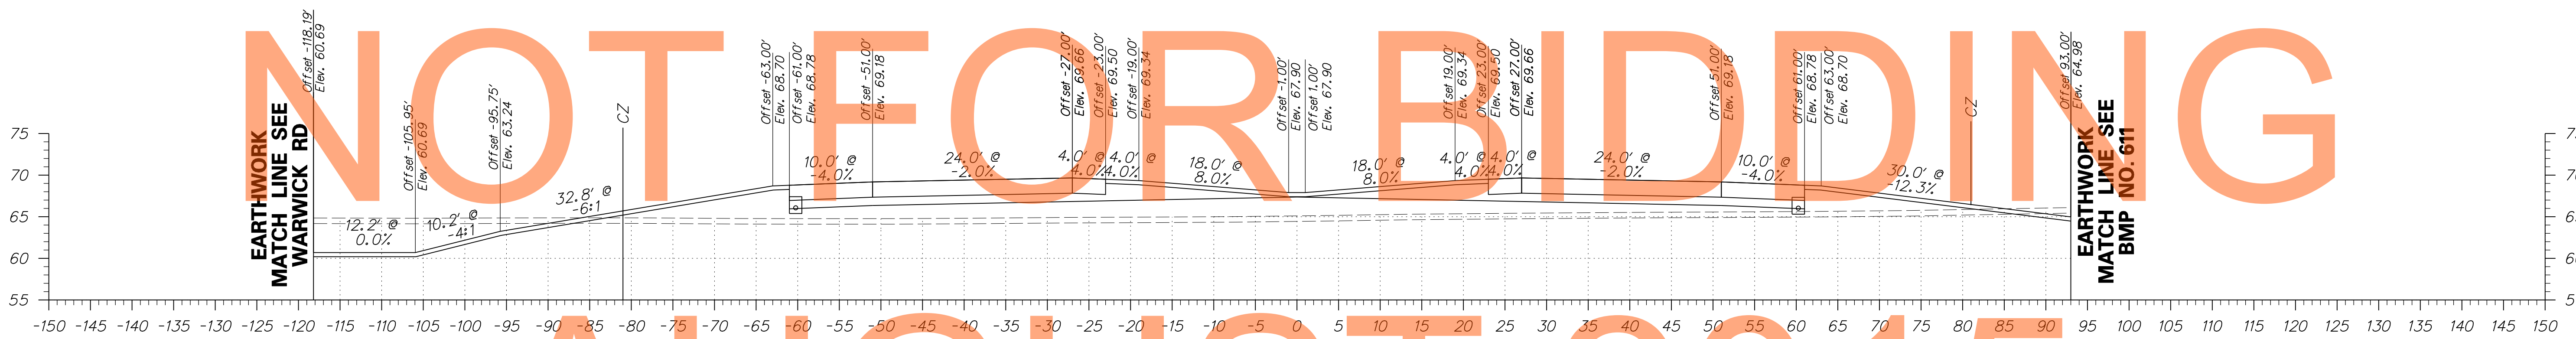 NOT FOR BIDDING
Offset -118.19'
Elev. 60.69
Offset -105.95'
Elev. 60.69
Offset -95.75'
Elev. 63.24
CZ
Offset -63.00'
Elev. 68.70
Offset -61.00'
Elev. 68.78
Offset -51.00'
Elev. 69.18
Offset -27.00'
Elev. 69.66
Offset -23.00'
Elev. 69.50
Offset -19.00'
Elev. 69.34
Offset -1.00'
Elev. 67.90
Offset 1.00'
Elev. 67.90
Offset 19.00'
Elev. 69.34
Offset 23.00'
Elev. 69.50
Offset 27.00'
Elev. 69.66
Offset 51.00'
Elev. 69.18
Offset 61.00'
Elev. 68.78
Offset 63.00'
Elev. 68.70
CZ
Offset 93.00'
Elev. 64.98
EARTHWORK
MATCH LINE SEE
WARWICK RD
12.2' @
0.0%
10.2' @
-4:1
32.8' @
-6:1
10.0' @
-4.0%
24.0' @
-2.0%
4.0' @
4.0%
4.0' @
4.0%
18.0' @
8.0%
18.0' @
8.0%
4.0' @
4.0%
4.0' @
4.0%
24.0' @
-2.0%
10.0' @
-4.0%
30.0' @
-12.3%
EARTHWORK
MATCH LINE SEE
BMP NO. 611
75
70
65
60
55
-150 -145 -140 -135 -130 -125 -120 -115 -110 -105 -100 -95 -90 -85 -80 -75 -70 -65 -60 -55 -50 -45 -40 -35 -30 -25 -20 -15 -10 -5 0 5 10 15 20 25 30 35 40 45 50 55 60 65 70 75 80 85 90 95 100 105 110 115 120 125 130 135 140 145 150